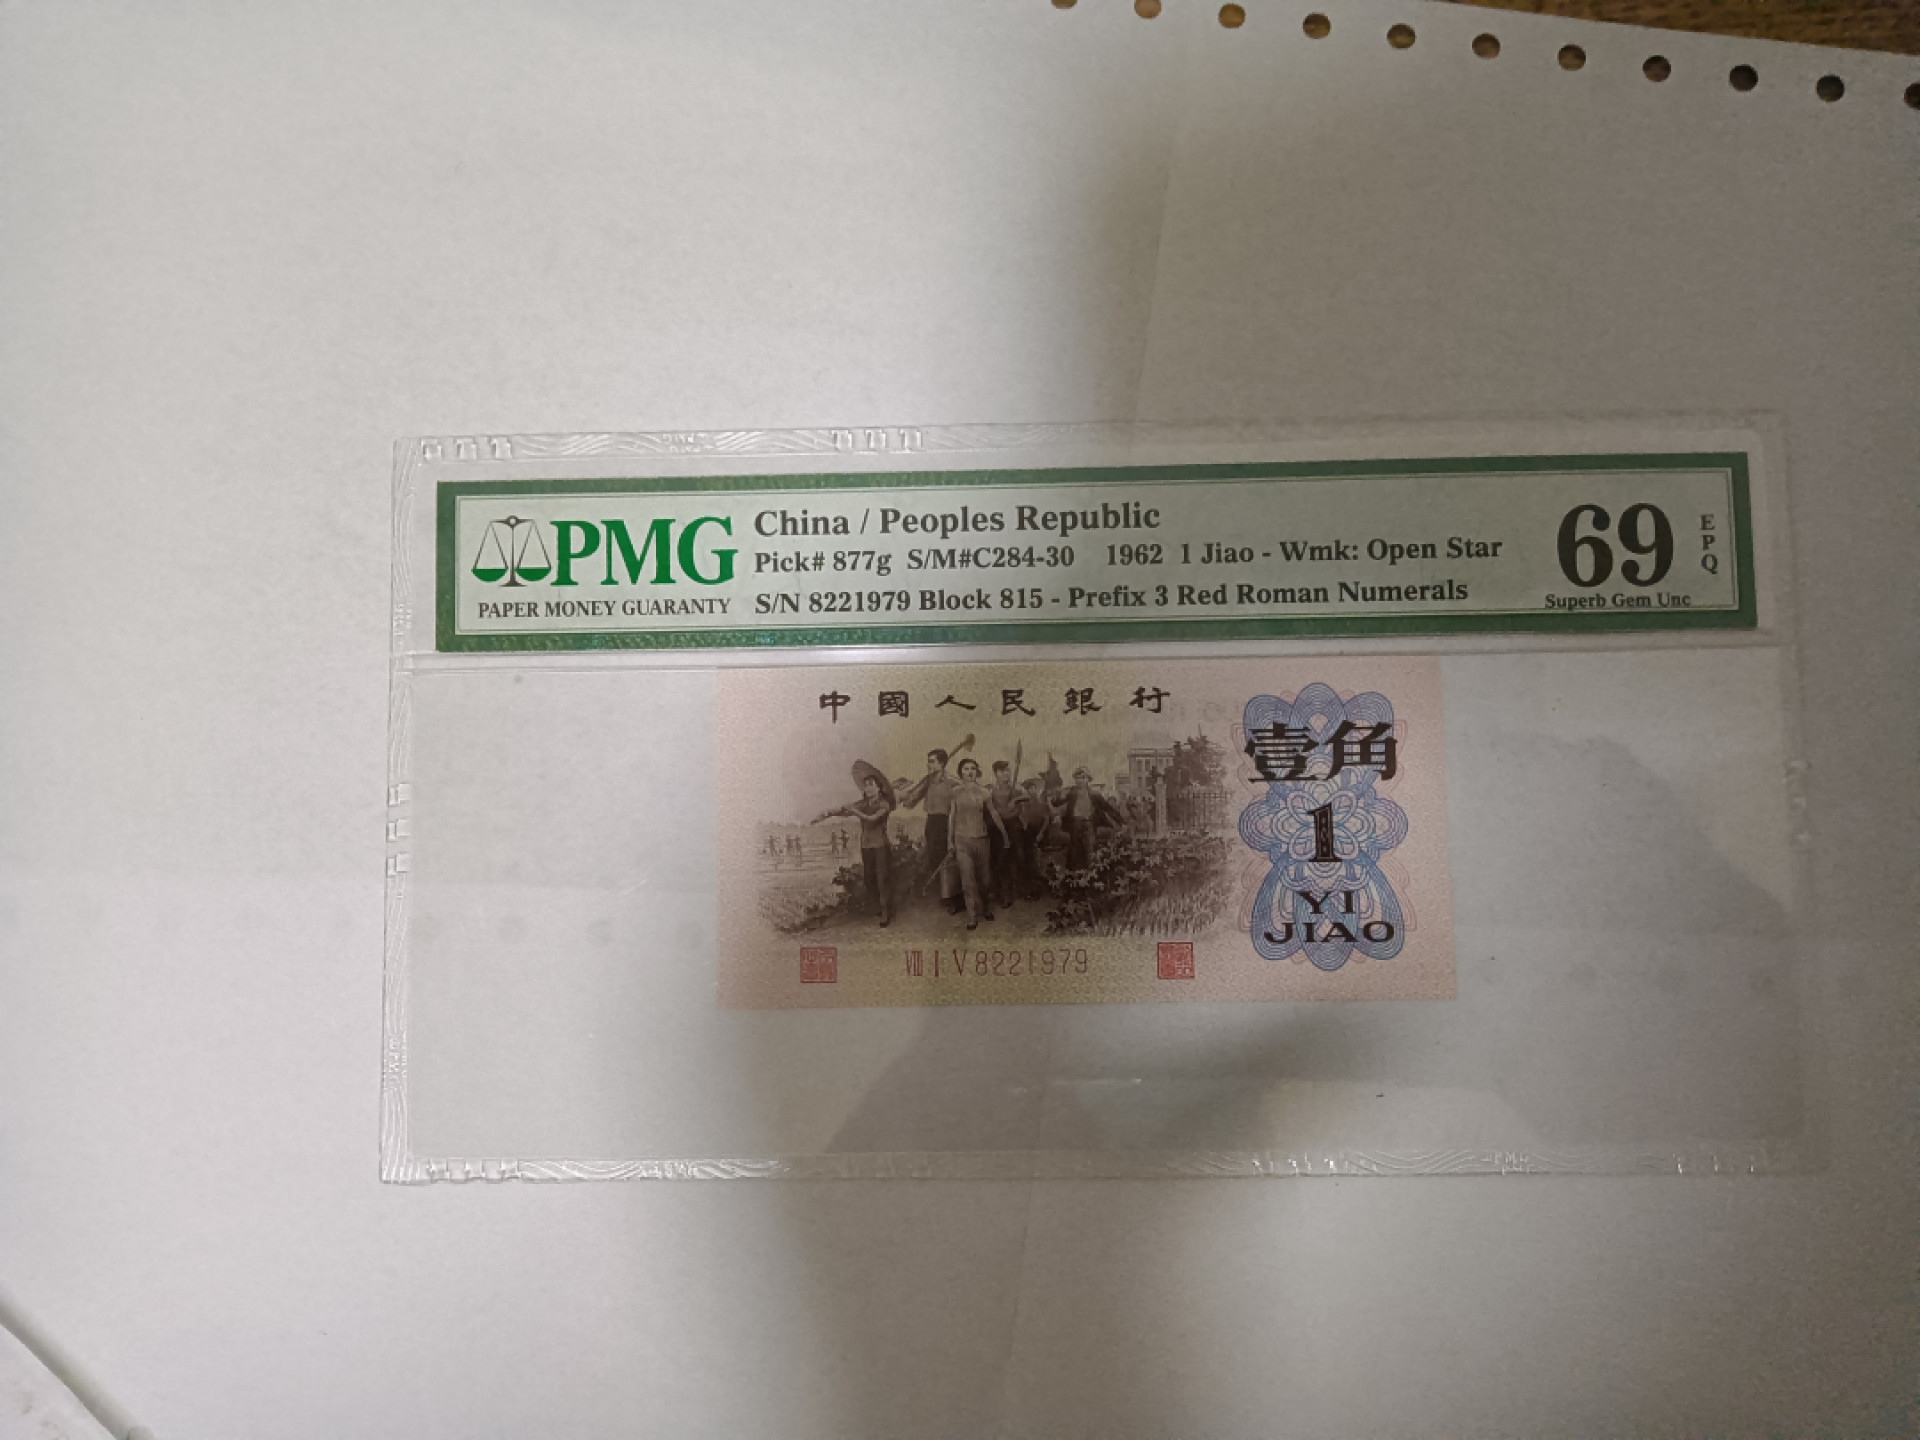 PMG
PAPER MONEY GUARANTY
China / Peoples Republic
Pick# 877g S/M#C284-30 1962 1 Jiao - Wmk: Open Star
S/N 8221979 Block 815 - Prefix 3 Red Roman Numerals
69
EPQ
Superb Gem Unc
中國人民銀行
壹角
1
YI
JIAO
VIII I V 8221979